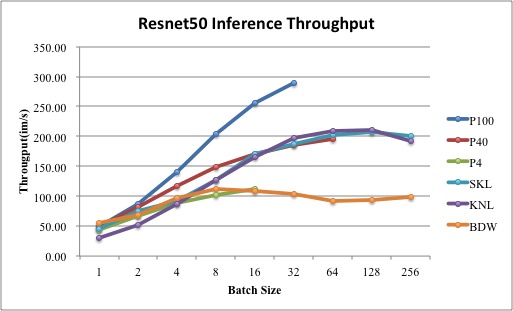 Resnet50 Inference Throughput
350.00
300.00
250.00
200.00
150.00
100.00
50.00
0.00
Througput(im/s)
1 2 4 8 16 32 64 128 256
Batch Size
P100
P40
P4
SKL
KNL
BDW